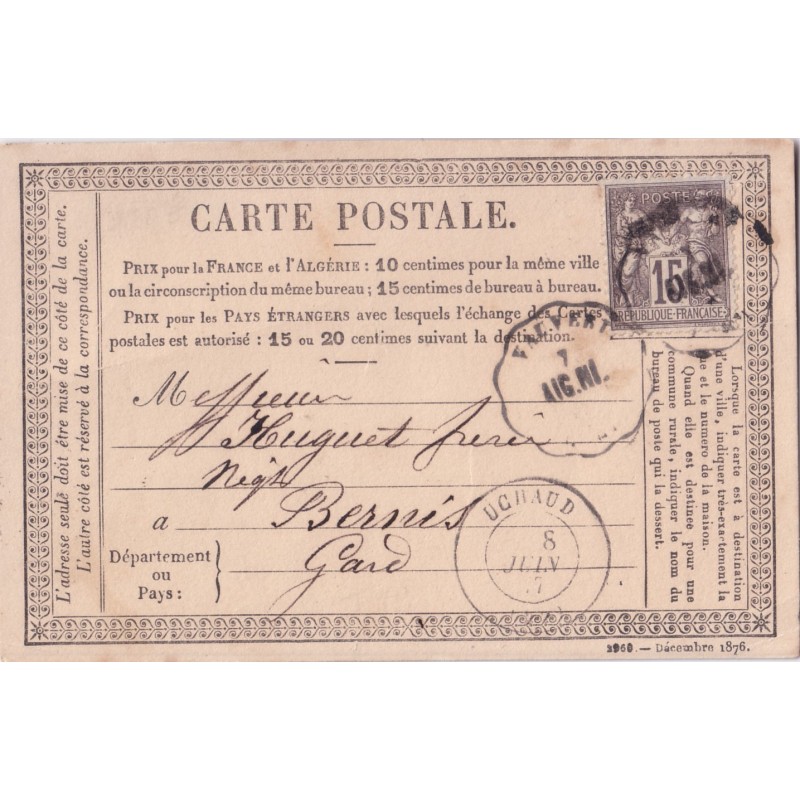 CARTE POSTALE.
PRIX pour la FRANCE et l'ALGÉRIE : 10 centimes pour la même ville
ou la circonscription du même bureau ; 15 centimes de bureau à bureau.
PRIX pour les PAYS ÉTRANGERS avec lesquels l'échange des Cartes
postales est autorisé : 15 ou 20 centimes suivant la destination.
L'adresse seule doit être mise de ce côté de la carte.
L'autre côté est réservé à la correspondance.
POSTE
15
RÉPUBLIQUE-FRANÇAISE
7
AIG.NI.
Messieurs
Huguet frères
Négts
a Bernis
Département ou Pays :
Gard
UCHAUD
8
JUIN
7
Lorsque la carte est à destination
d'une ville, indiquer très-exactement la
rue et le numéro de la maison.
Quand elle est destinée pour une
commune rurale, indiquer le nom du
bureau de poste qui la dessert.
2960. — Décembre 1876.